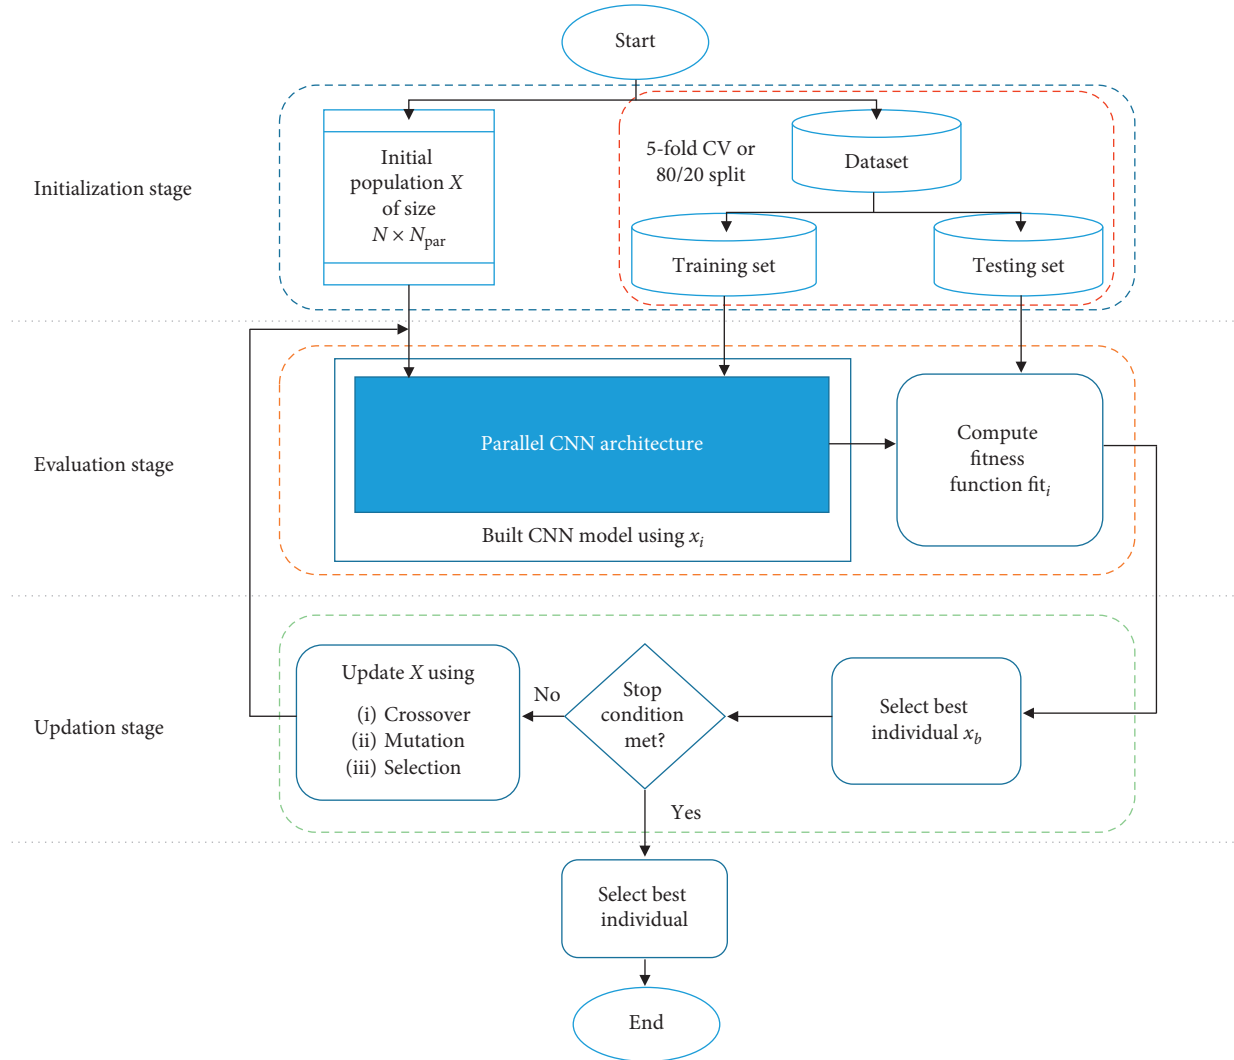 Start
Initialization stage
Initial
population X
of size
N × N_par
5-fold CV or
80/20 split
Dataset
Training set
Testing set
Evaluation stage
Parallel CNN architecture
Built CNN model using x_i
Compute
fitness
function fit_i
Updation stage
Update X using
(i) Crossover
(ii) Mutation
(iii) Selection
No
Stop
condition
met?
Yes
Select best
individual x_b
Select best
individual
End